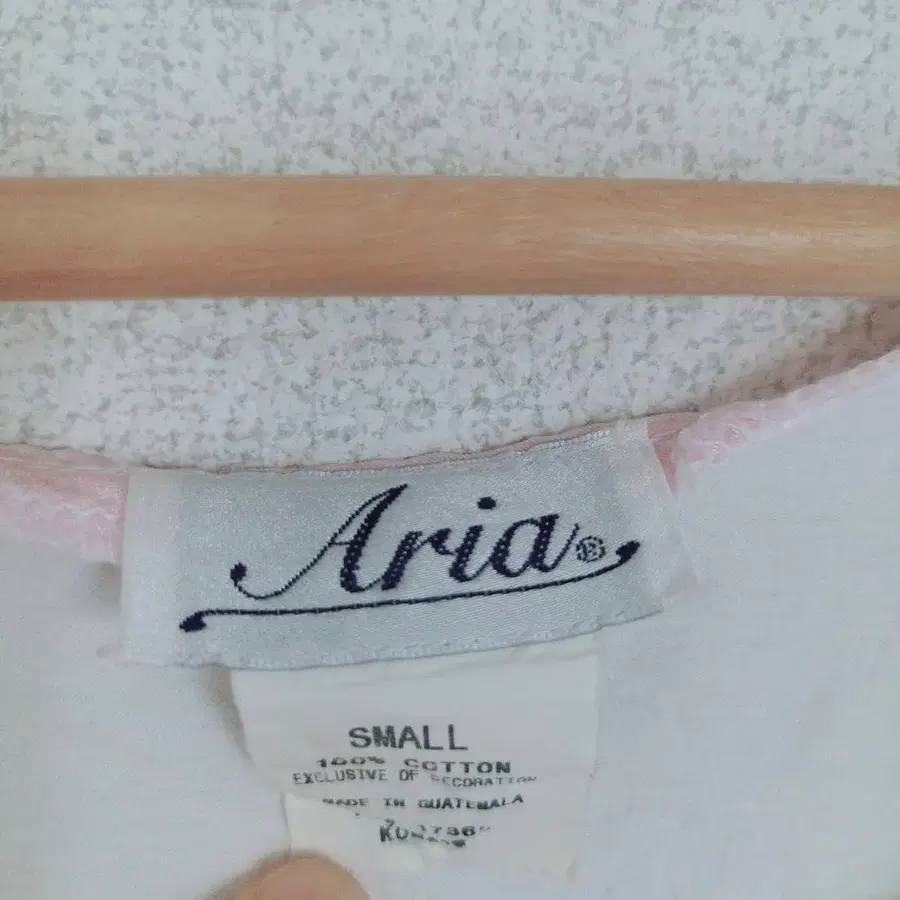 Aria®
SMALL
100% COTTON
EXCLUSIVE OF DECORATION
MADE IN GUATEMALA